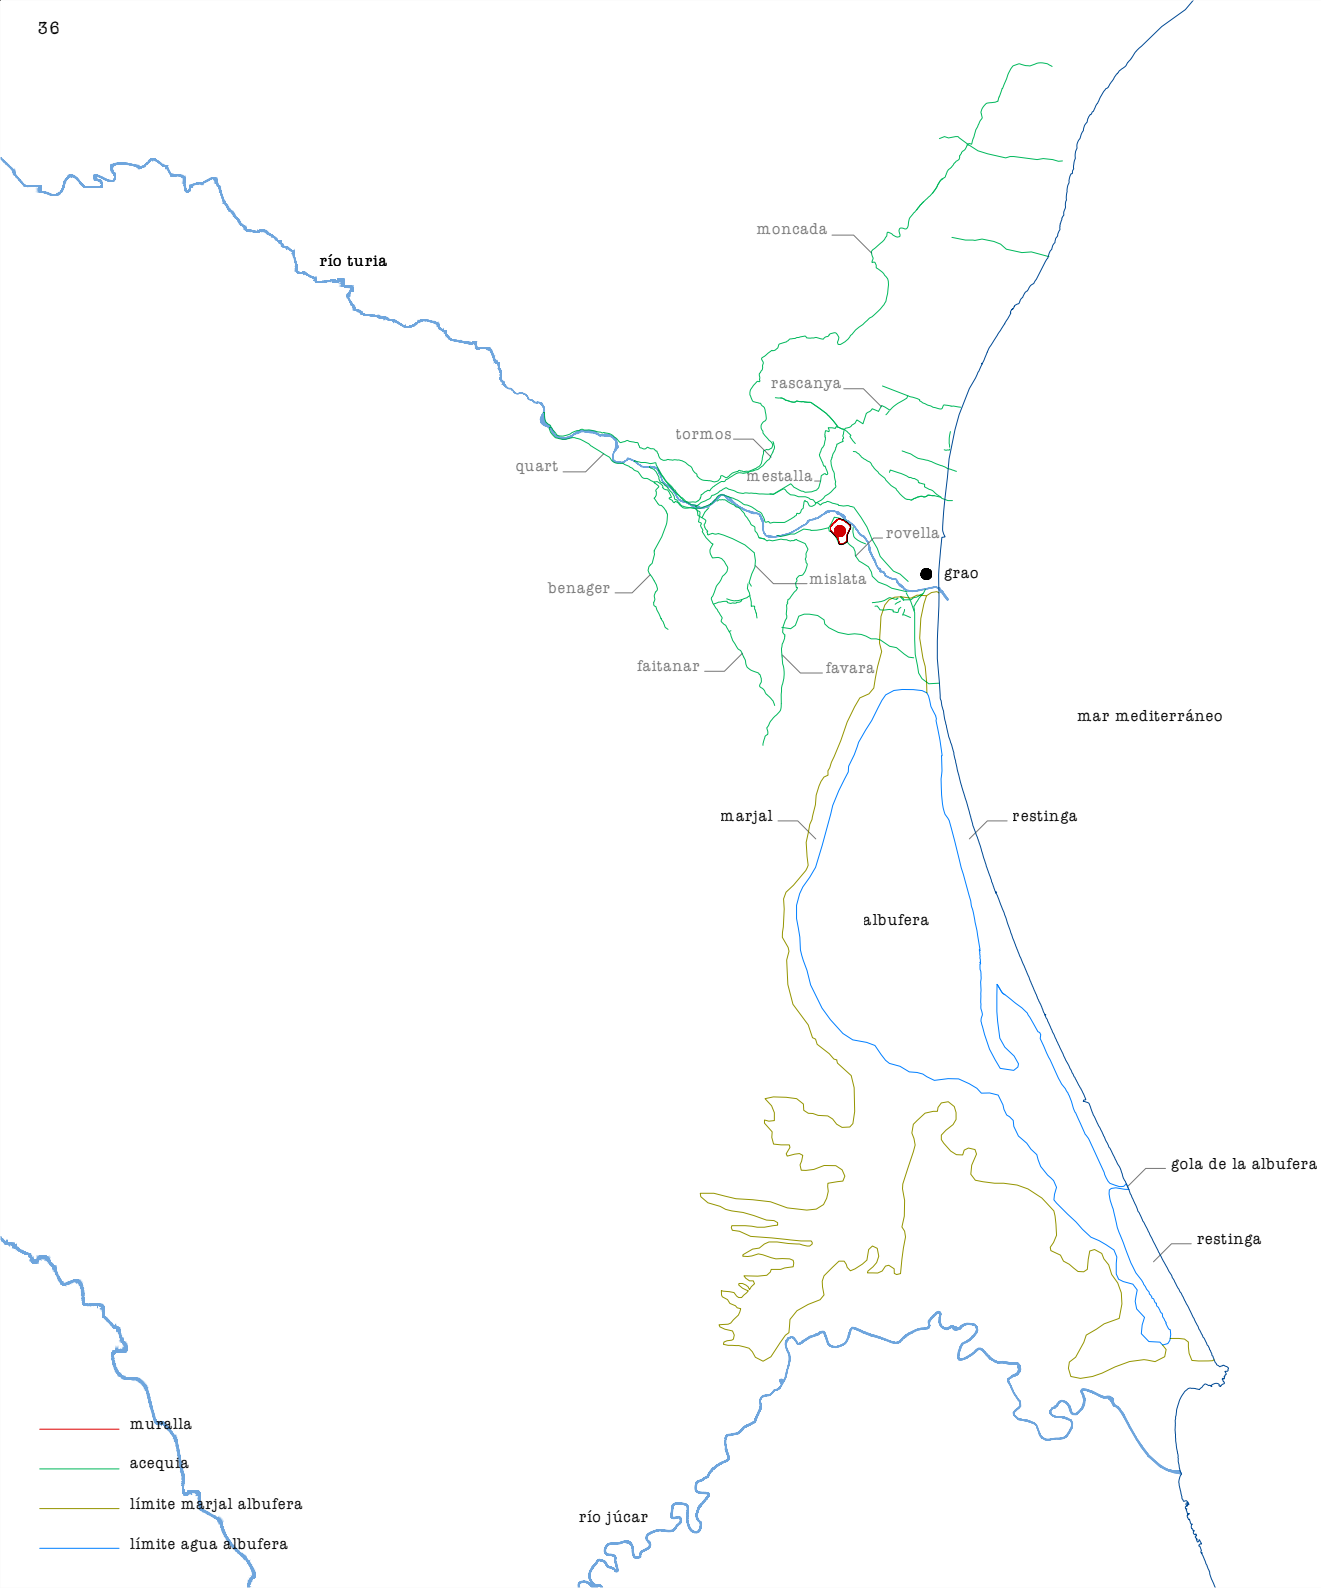 36
moncada
río turia
rascanya
tormos
quart
mestalla
rovella
grao
mislata
benager
faitanar
favara
mar mediterráneo
marjal
restinga
albufera
gola de la albufera
restinga
muralla
acequia
límite marjal albufera
río júcar
límite agua albufera